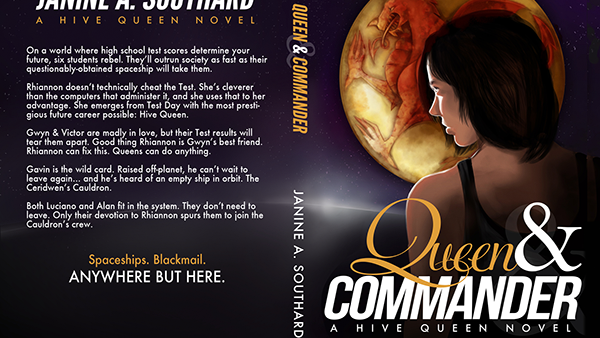 JANINE A. SOUTHARD
A HIVE QUEEN NOVEL
On a world where high school test scores determine your
future, six students rebel. They'll outrun society as fast as their
questionably-obtained spaceship will take them.
Rhiannon doesn't technically cheat the Test. She's cleverer
than the computers that administer it, and she uses that to her
advantage. She emerges from Test Day with the most presti-
gious future career possible: Hive Queen.
Gwyn & Victor are madly in love, but their Test results will
tear them apart. Good thing Rhiannon is Gwyn's best friend.
Rhiannon can fix this. Queens can do anything.
Gavin is the wild card. Raised off-planet, he can't wait to
leave again... and he's heard of an empty ship in orbit. The
Ceridwen's Cauldron.
Both Luciano and Alan fit in the system. They don't need to
leave. Only their devotion to Rhiannon spurs them to join the
Cauldron's crew.
Spaceships. Blackmail.
ANYWHERE BUT HERE.
QUEEN & COMMANDER
JANINE A. SOUTHARD
Queen &
COMMANDER
A HIVE QUEEN NOVEL